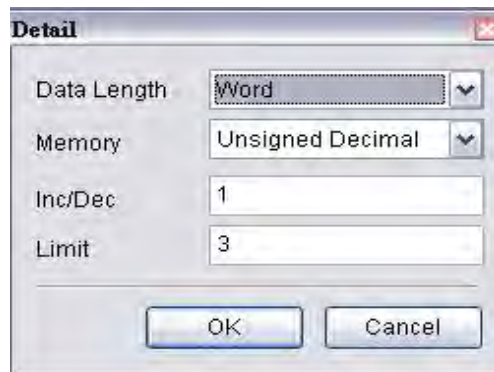 Detail
Data Length Word
Memory Unsigned Decimal
Inc/Dec 1
Limit 3
OK Cancel